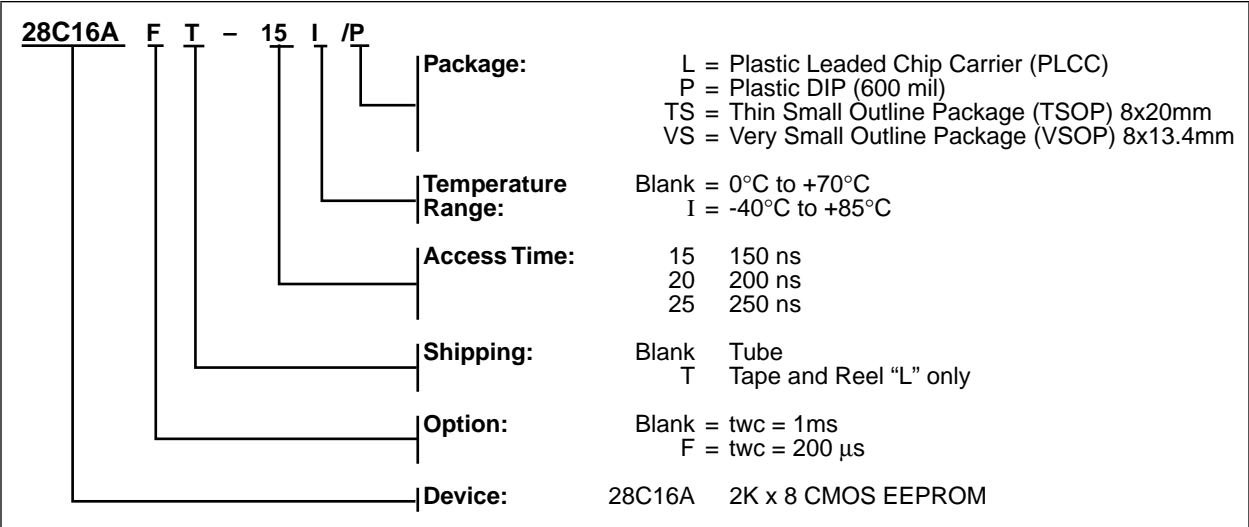 28C16A F T – 15 I /P
Package: L = Plastic Leaded Chip Carrier (PLCC)
P = Plastic DIP (600 mil)
TS = Thin Small Outline Package (TSOP) 8x20mm
VS = Very Small Outline Package (VSOP) 8x13.4mm
Temperature Blank = 0°C to +70°C
Range: I = -40°C to +85°C
Access Time: 15 150 ns
20 200 ns
25 250 ns
Shipping: Blank Tube
T Tape and Reel “L” only
Option: Blank = twc = 1ms
F = twc = 200 µs
Device: 28C16A 2K x 8 CMOS EEPROM